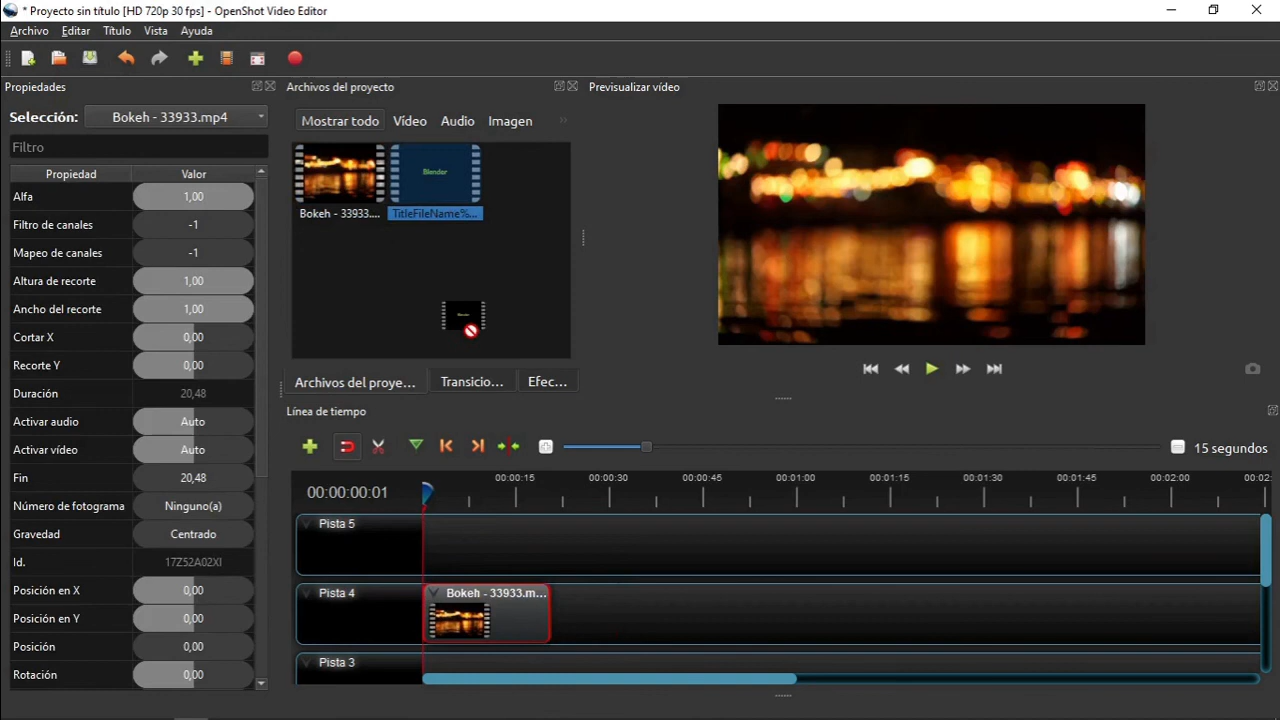 * Proyecto sin título [HD 720p 30 fps] - OpenShot Video Editor
Archivo Editar Título Vista Ayuda
Propiedades
Archivos del proyecto
Previsualizar vídeo
Selección: Bokeh - 33933.mp4
Mostrar todo Vídeo Audio Imagen »
Filtro
Propiedad Valor
Alfa 1,00
Filtro de canales -1
Mapeo de canales -1
Altura de recorte 1,00
Ancho del recorte 1,00
Cortar X 0,00
Recorte Y 0,00
Duración 20,48
Activar audio Auto
Activar vídeo Auto
Fin 20,48
Número de fotograma Ninguno(a)
Gravedad Centrado
Id. 17Z52A02XI
Posición en X 0,00
Posición en Y 0,00
Posición 0,00
Rotación 0,00
Blender
Bokeh - 33933....
TitleFileName%...
Blender
Archivos del proye... Transicio... Efec...
Línea de tiempo
15 segundos
00:00:00:01
00:00:15 00:00:30 00:00:45 00:01:00 00:01:15 00:01:30 00:01:45 00:02:00 00:02:
Pista 5
Pista 4
Bokeh - 33933.m...
Pista 3